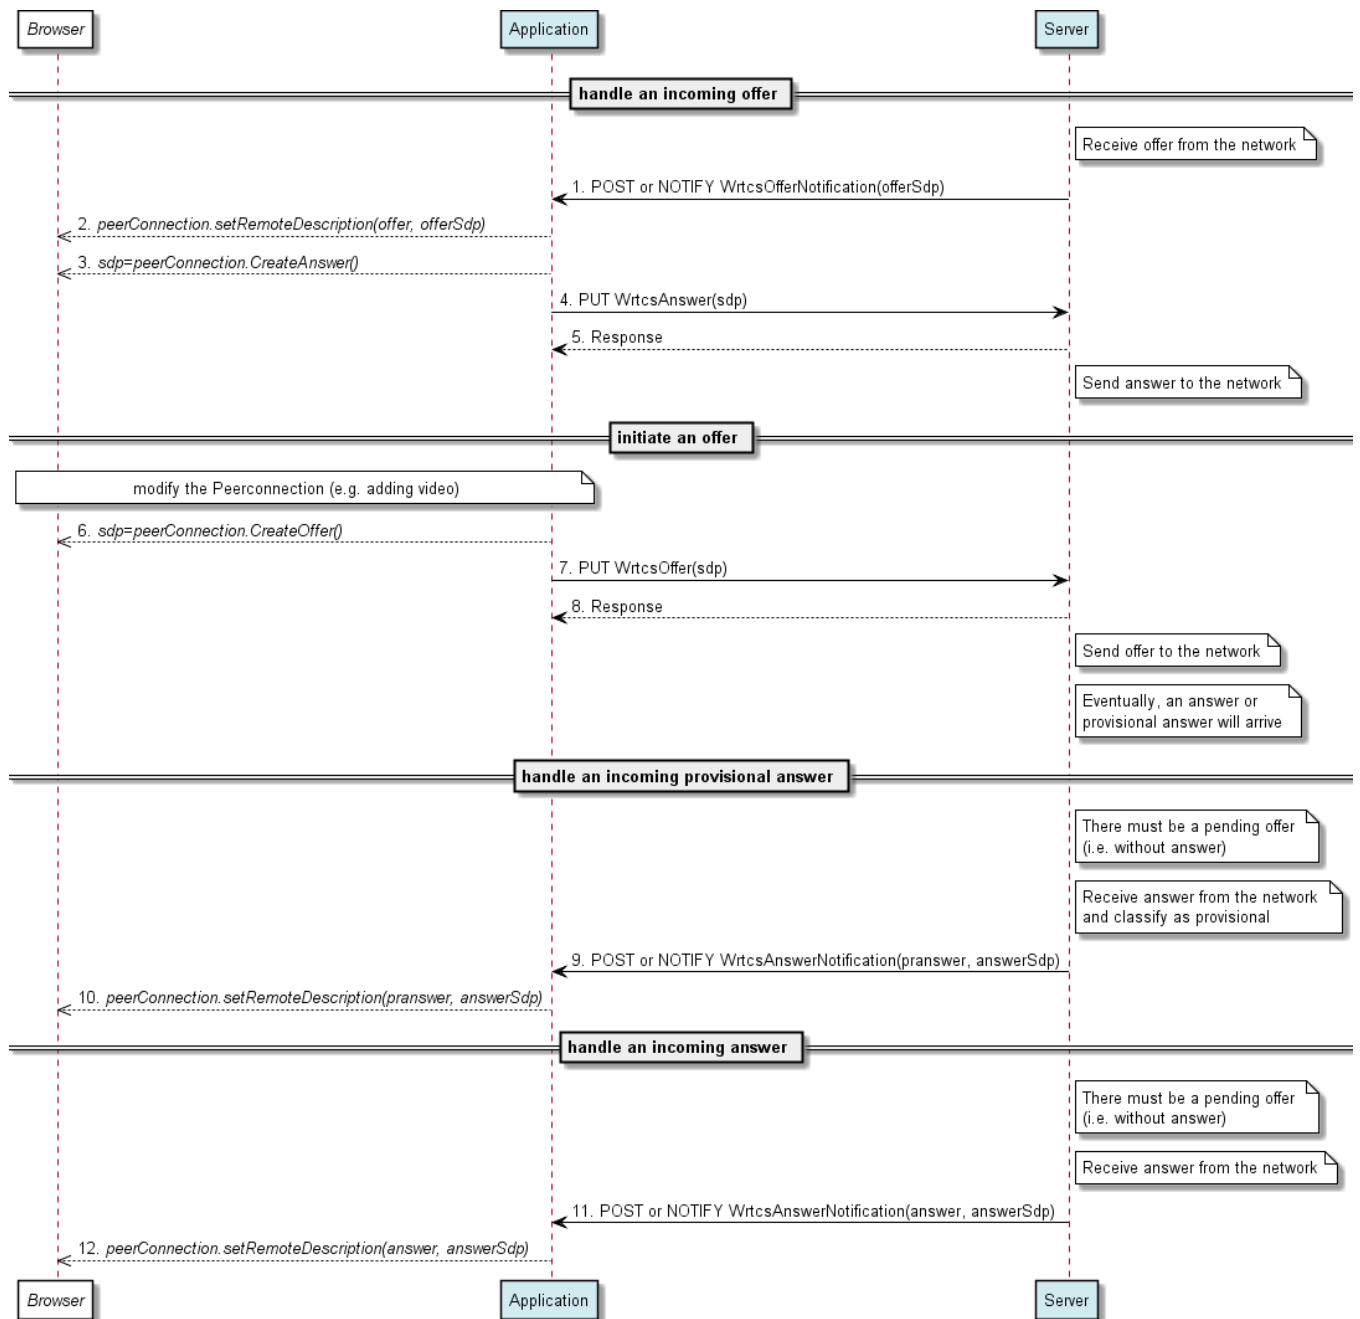 Browser
Application
Server
handle an incoming offer
Receive offer from the network
1. POST or NOTIFY WrtcsOfferNotification(offerSdp)
2. peerConnection.setRemoteDescription(offer, offerSdp)
3. sdp=peerConnection.CreateAnswer()
4. PUT WrtcsAnswer(sdp)
5. Response
Send answer to the network
initiate an offer
modify the Peerconnection (e.g. adding video)
6. sdp=peerConnection.CreateOffer()
7. PUT WrtcsOffer(sdp)
8. Response
Send offer to the network
Eventually, an answer or
provisional answer will arrive
handle an incoming provisional answer
There must be a pending offer
(i.e. without answer)
Receive answer from the network
and classify as provisional
9. POST or NOTIFY WrtcsAnswerNotification(pranswer, answerSdp)
10. peerConnection.setRemoteDescription(pranswer, answerSdp)
handle an incoming answer
There must be a pending offer
(i.e. without answer)
Receive answer from the network
11. POST or NOTIFY WrtcsAnswerNotification(answer, answerSdp)
12. peerConnection.setRemoteDescription(answer, answerSdp)
Browser
Application
Server